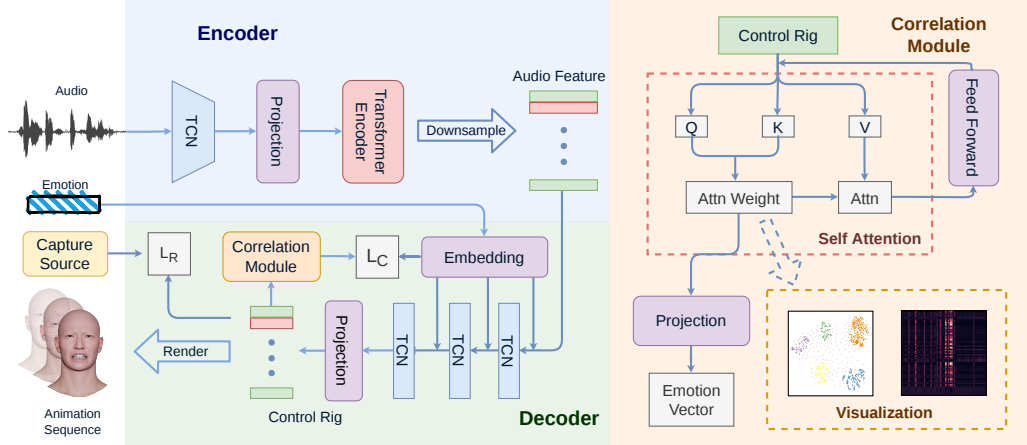 Encoder
Audio
TCN
Projection
Transformer
Encoder
Downsample
Audio Feature
Emotion
Capture
Source
L_R
Correlation
Module
L_C
Embedding
Projection
TCN
TCN
TCN
Render
Control Rig
Decoder
Animation
Sequence
Correlation
Module
Control Rig
Feed Forward
Q
K
V
Attn Weight
Attn
Self Attention
Projection
Emotion
Vector
Visualization